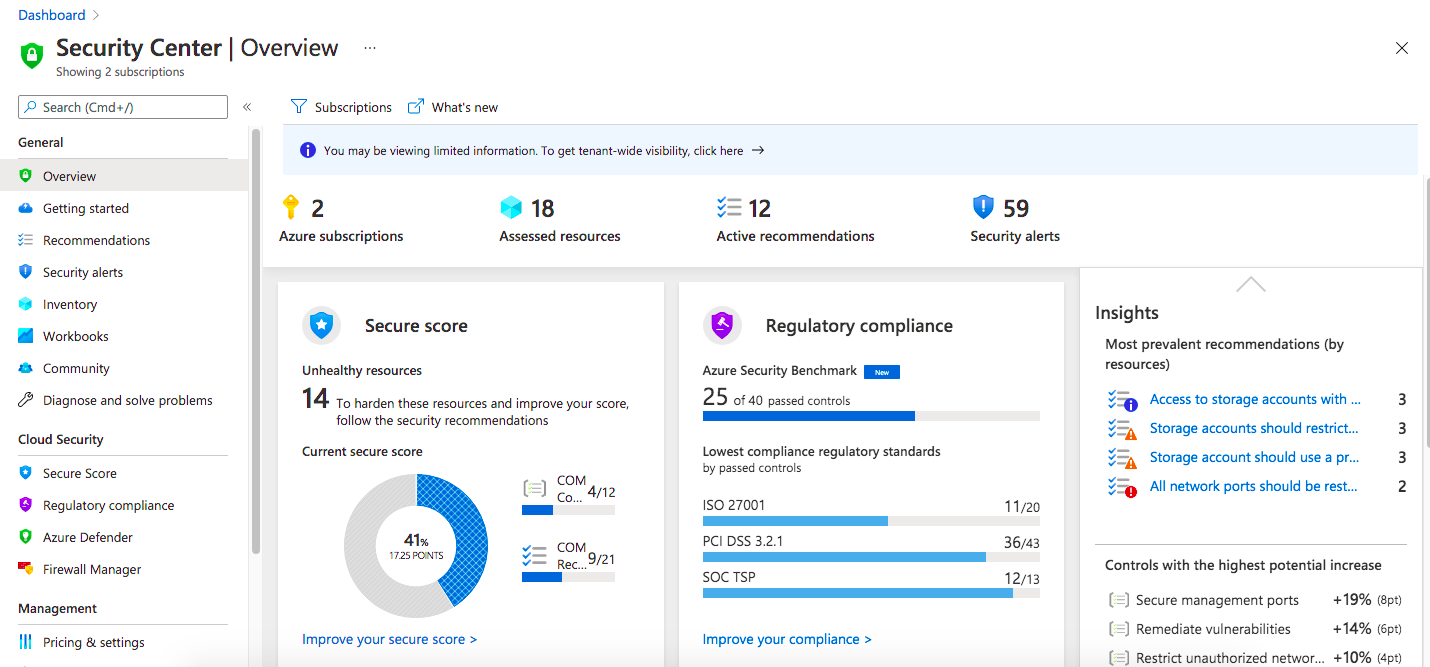 Dashboard
Security Center | Overview
Showing 2 subscriptions
Search (Cmd+/)
General
Overview
Getting started
Recommendations
Security alerts
Inventory
Workbooks
Community
Diagnose and solve problems
Cloud Security
Secure Score
Regulatory compliance
Azure Defender
Firewall Manager
Management
Pricing & settings
Subscriptions What's new
You may be viewing limited information. To get tenant-wide visibility, click here →
2
Azure subscriptions
18
Assessed resources
12
Active recommendations
59
Security alerts
Secure score
Unhealthy resources
14 To harden these resources and improve your score,
follow the security recommendations
Current secure score
41%
17.25 POINTS
COM
Co... 4/12
COM
Rec... 9/21
Improve your secure score >
Regulatory compliance
Azure Security Benchmark New
25 of 40 passed controls
Lowest compliance regulatory standards
by passed controls
ISO 27001 11/20
PCI DSS 3.2.1 36/43
SOC TSP 12/13
Improve your compliance >
Insights
Most prevalent recommendations (by
resources)
Access to storage accounts with ... 3
Storage accounts should restrict... 3
Storage account should use a pr... 3
All network ports should be rest... 2
Controls with the highest potential increase
Secure management ports +19% (8pt)
Remediate vulnerabilities +14% (6pt)
Restrict unauthorized networ... +10% (4pt)